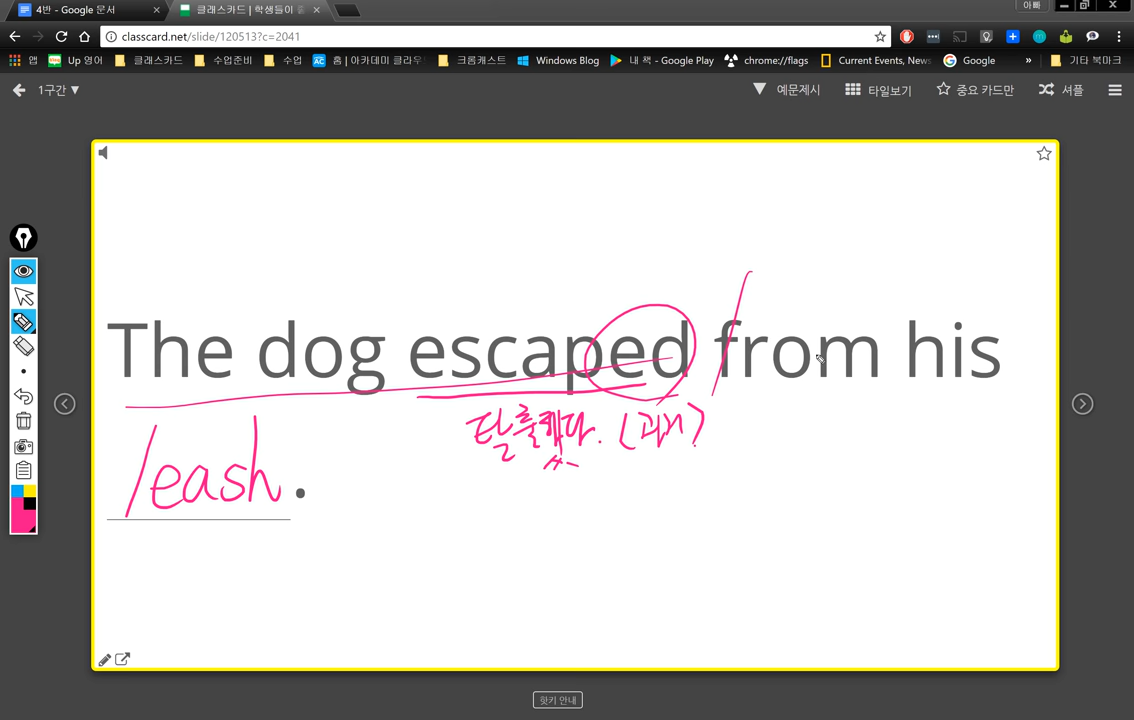 4반 - Google 문서
클래스카드 | 학생들이 좋
아빠
classcard.net/slide/120513?c=2041
앱 Up 영어 클래스카드 수업준비 수업 홈 | 아카데미 클라우 크롬캐스트 Windows Blog 내 책 - Google Play chrome://flags Current Events, News Google » 기타 북마크
1구간 ▼ ▼ 예문제시 타일보기 중요 카드만 셔플
The dog escaped from his
탈출했다. (과거)
leash.
핫키 안내